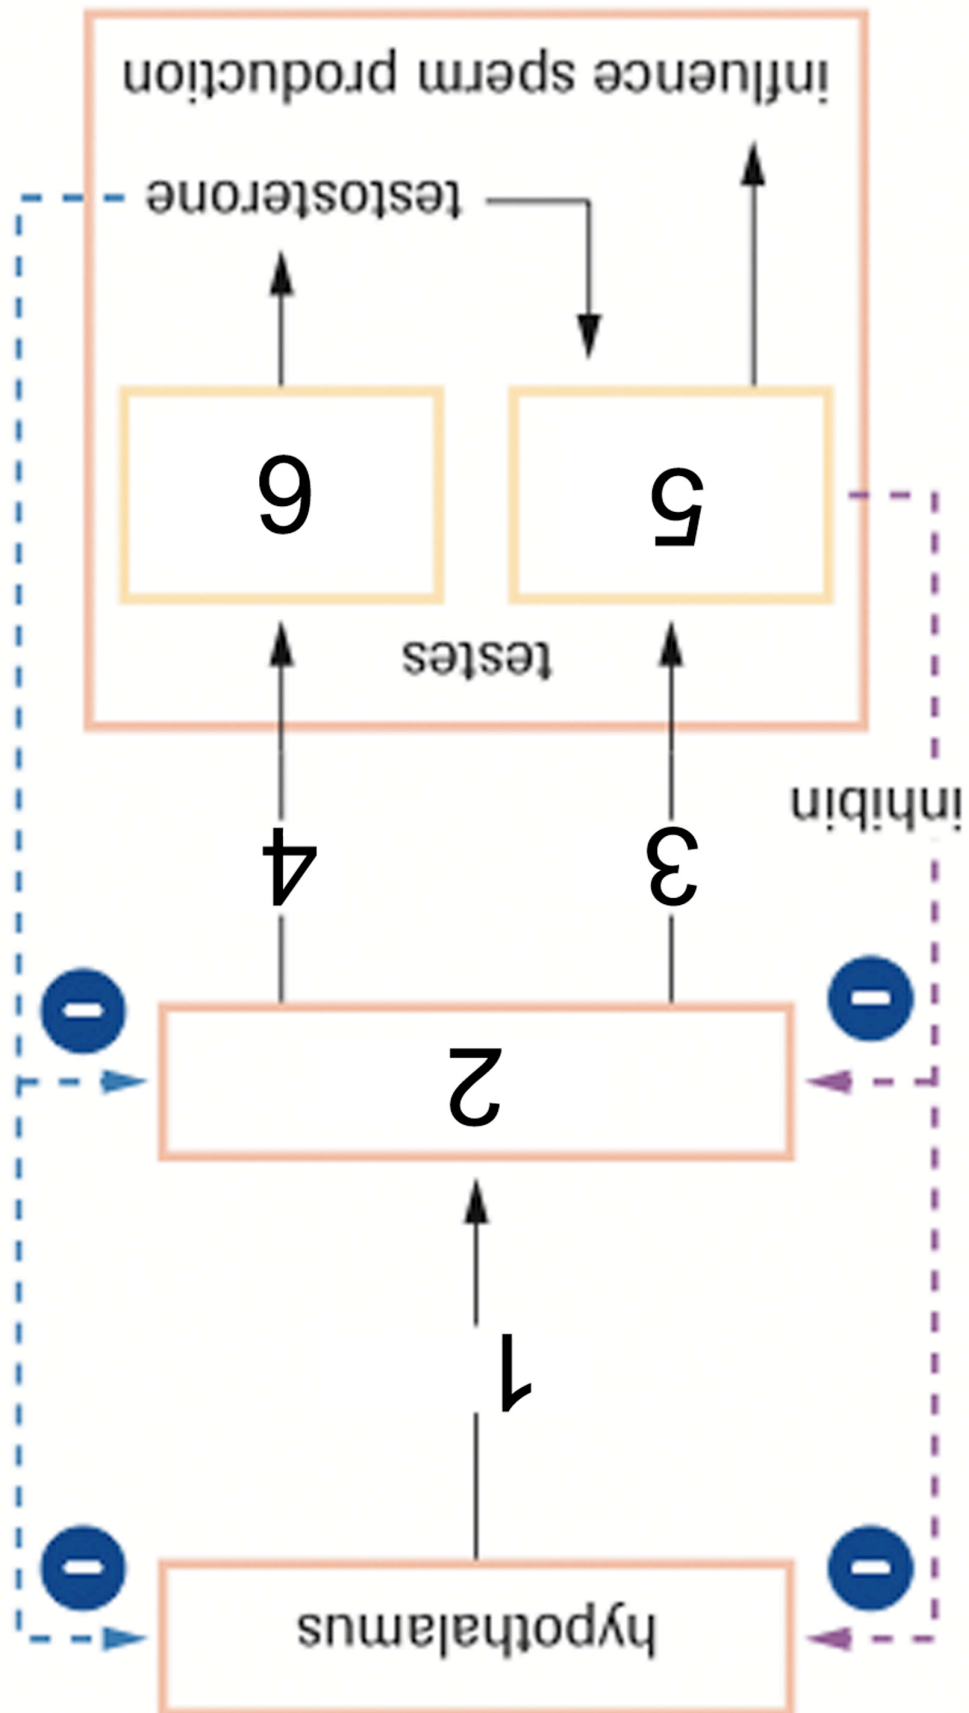 hypothalamus
1
2
3 4
inhibin
testes
5 6
testosterone
influence sperm production